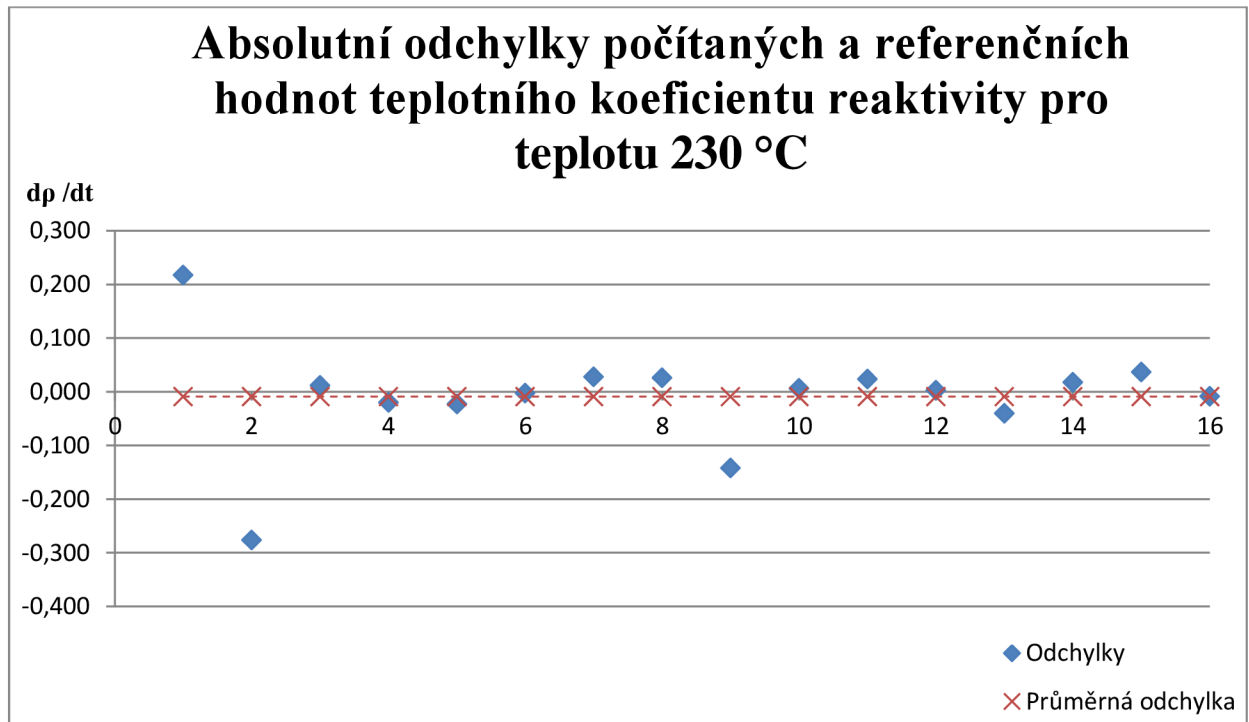 Absolutní odchylky počítaných a referenčních
hodnot teplotního koeficientu reaktivity pro
teplotu 230 °C
dρ /dt
0,300
0,200
0,100
0,000
-0,100
-0,200
-0,300
-0,400
0 2 4 6 8 10 12 14 16
Odchylky
Průměrná odchylka